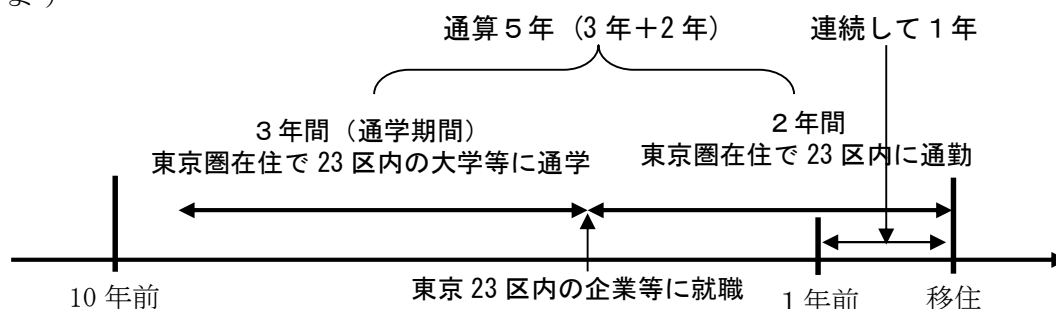 通算５年（3 年＋2 年）
連続して１年
３年間（通学期間）
東京圏在住で 23 区内の大学等に通学
２年間
東京圏在住で 23 区内に通勤
10 年前
東京 23 区内の企業等に就職
１年前
移住